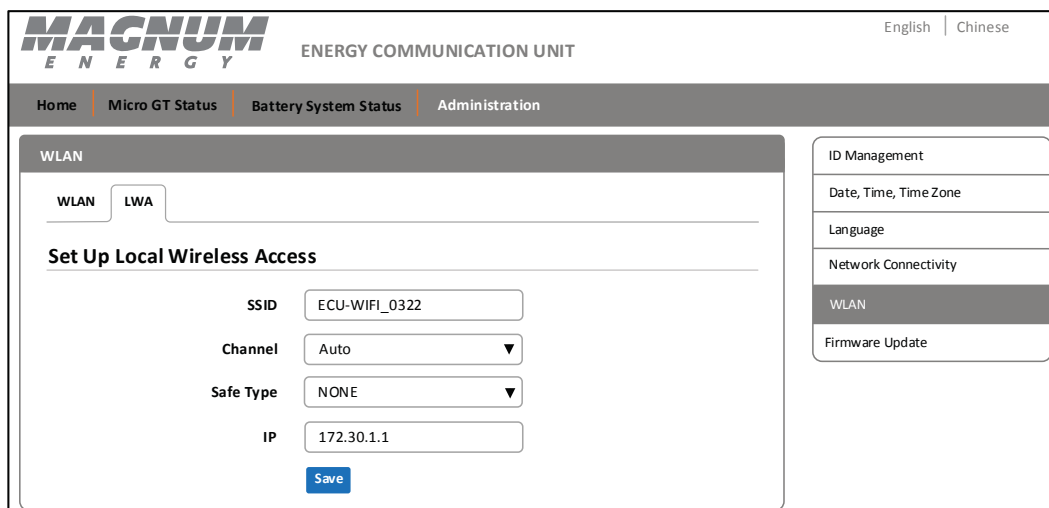 MAGNUM
ENERGY
ENERGY COMMUNICATION UNIT
English | Chinese
Home | Micro GT Status | Battery System Status | Administration
WLAN
WLAN LWA
Set Up Local Wireless Access
SSID ECU-WIFI_0322
Channel Auto ▼
Safe Type NONE ▼
IP 172.30.1.1
Save
ID Management
Date, Time, Time Zone
Language
Network Connectivity
WLAN
Firmware Update